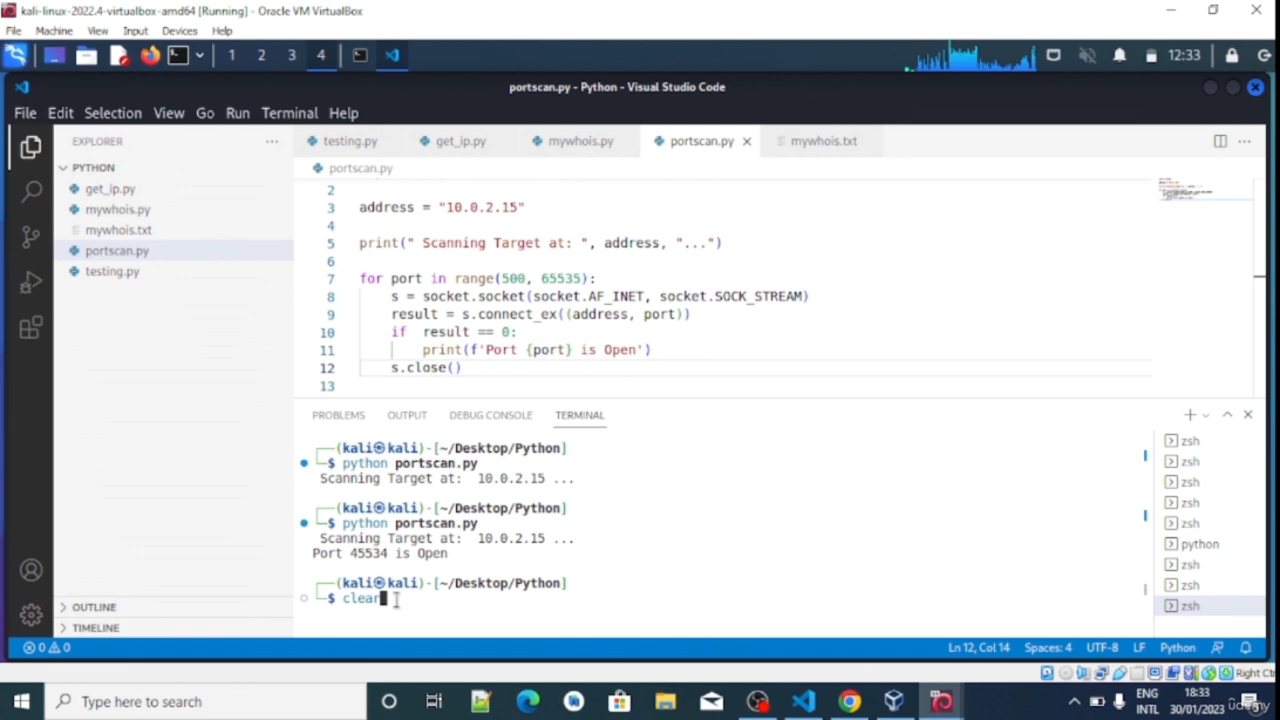 kali-linux-2022.4-virtualbox-amd64 [Running] - Oracle VM VirtualBox
File Machine View Input Devices Help
1 2 3 4 12:33
portscan.py - Python - Visual Studio Code
File Edit Selection View Go Run Terminal Help
EXPLORER ...
PYTHON
get_ip.py
mywhois.py
mywhois.txt
portscan.py
testing.py
OUTLINE
TIMELINE
testing.py get_ip.py mywhois.py portscan.py mywhois.txt
portscan.py
2
3 address = "10.0.2.15"
4
5 print(" Scanning Target at: ", address, "...")
6
7 for port in range(500, 65535):
8 s = socket.socket(socket.AF_INET, socket.SOCK_STREAM)
9 result = s.connect_ex((address, port))
10 if result == 0:
11 print(f'Port {port} is Open')
12 s.close()
13
PROBLEMS OUTPUT DEBUG CONSOLE TERMINAL
┌──(kali㉿kali)-[~/Desktop/Python]
└─$ python portscan.py
Scanning Target at: 10.0.2.15 ...
┌──(kali㉿kali)-[~/Desktop/Python]
└─$ python portscan.py
Scanning Target at: 10.0.2.15 ...
Port 45534 is Open
┌──(kali㉿kali)-[~/Desktop/Python]
└─$ clear
zsh
zsh
zsh
zsh
zsh
python
zsh
zsh
zsh
0 0 Ln 12, Col 14 Spaces: 4 UTF-8 LF Python
Right Ct
Type here to search
ENG
INTL
18:33
30/01/2023
udemy